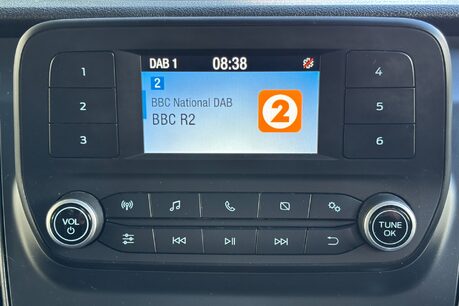 DAB 1 08:38
2
BBC National DAB
BBC R2
2
1
2
3
4
5
6
VOL
TUNE
OK